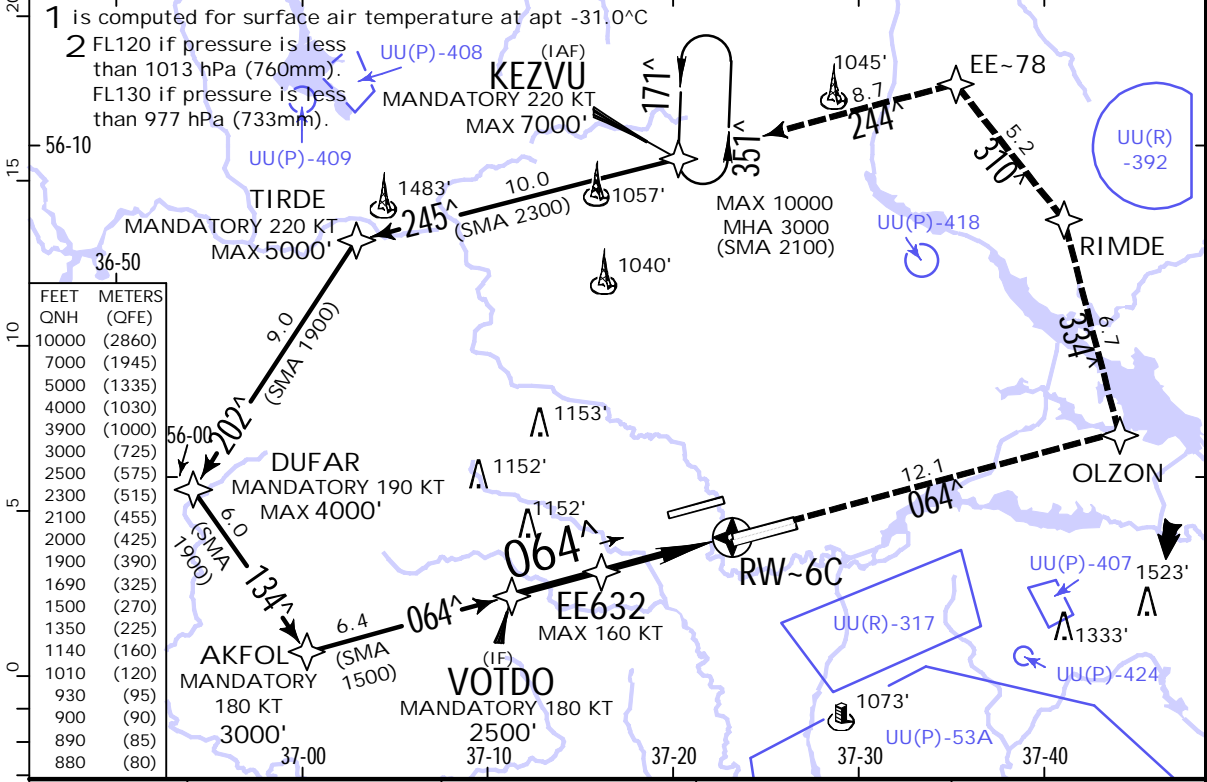 1 is computed for surface air temperature at apt -31.0^C
2 FL120 if pressure is less
than 1013 hPa (760mm).
FL130 if pressure is less
than 977 hPa (733mm).
UU(P)-408
UU(P)-409
(IAF)
KEZVU
MANDATORY 220 KT
MAX 7000'
171^
351^
1045'
8.7
244^
EE~78
5.2
310^
UU(R)
-392
20
15
10
5
0
56-10
TIRDE
MANDATORY 220 KT
MAX 5000'
1483'
245^
10.0
(SMA 2300)
1057'
1040'
MAX 10000
MHA 3000
(SMA 2100)
UU(P)-418
RIMDE
6.7
334^
36-50
9.0
(SMA 1900)
202^
56-00
FEET METERS
QNH (QFE)
10000 (2860)
7000 (1945)
5000 (1335)
4000 (1030)
3900 (1000)
3000 (725)
2500 (575)
2300 (515)
2100 (455)
2000 (425)
1900 (390)
1690 (325)
1500 (270)
1350 (225)
1140 (160)
1010 (120)
930 (95)
900 (90)
890 (85)
880 (80)
DUFAR
MANDATORY 190 KT
MAX 4000'
1153'
1152'
1152'
OLZON
12.1
064^
6.0
(SMA
1900)
134^
064^
RW~6C
EE632
MAX 160 KT
6.4
064^
(SMA
1500)
AKFOL
MANDATORY
180 KT
3000'
(IF)
VOTDO
MANDATORY 180 KT
2500'
UU(R)-317
UU(P)-407
1523'
1333'
UU(P)-424
1073'
UU(P)-53A
37-00
37-10
37-20
37-30
37-40